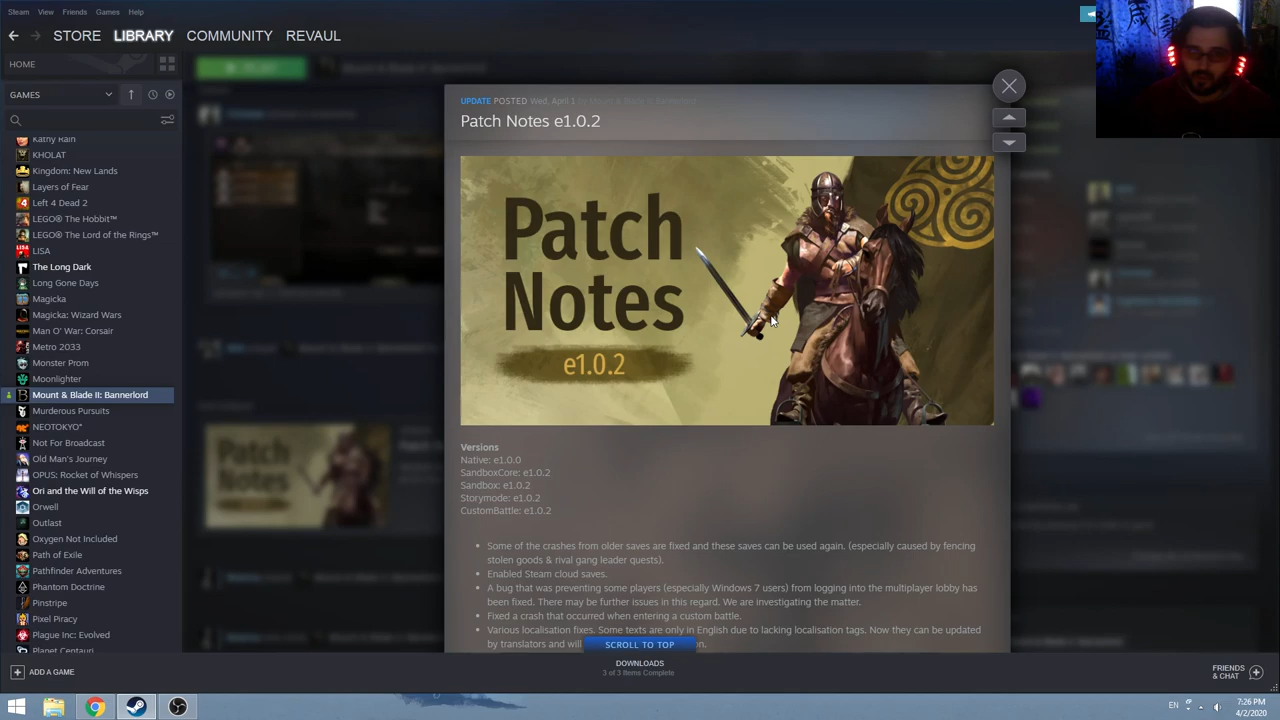 Steam View Friends Games Help
STORE LIBRARY COMMUNITY REVAUL
HOME
GAMES
Kathy Rain
KHOLAT
Kingdom: New Lands
Layers of Fear
Left 4 Dead 2
LEGO® The Hobbit™
LEGO® The Lord of the Rings™
LISA
The Long Dark
Long Gone Days
Magicka
Magicka: Wizard Wars
Man O' War: Corsair
Metro 2033
Monster Prom
Moonlighter
Mount & Blade II: Bannerlord
Murderous Pursuits
NEOTOKYO°
Not For Broadcast
Old Man's Journey
OPUS: Rocket of Whispers
Ori and the Will of the Wisps
Orwell
Outlast
Oxygen Not Included
Path of Exile
Pathfinder Adventures
Phantom Doctrine
Pinstripe
Pixel Piracy
Plague Inc: Evolved
Planet Centauri
ADD A GAME
UPDATE POSTED Wed, April 1 by Mount & Blade II: Bannerlord
Patch Notes e1.0.2
Patch
Notes
e1.0.2
Versions
Native: e1.0.0
SandboxCore: e1.0.2
Sandbox: e1.0.2
Storymode: e1.0.2
CustomBattle: e1.0.2
Some of the crashes from older saves are fixed and these saves can be used again. (especially caused by fencing
stolen goods & rival gang leader quests).
Enabled Steam cloud saves.
A bug that was preventing some players (especially Windows 7 users) from logging into the multiplayer lobby has
been fixed. There may be further issues in this regard. We are investigating the matter.
Fixed a crash that occurred when entering a custom battle.
Various localisation fixes. Some texts are only in English due to lacking localisation tags. Now they can be updated
by translators and will
SCROLL TO TOP
DOWNLOADS
3 of 3 Items Complete
FRIENDS
& CHAT
EN
7:26 PM
4/2/2020